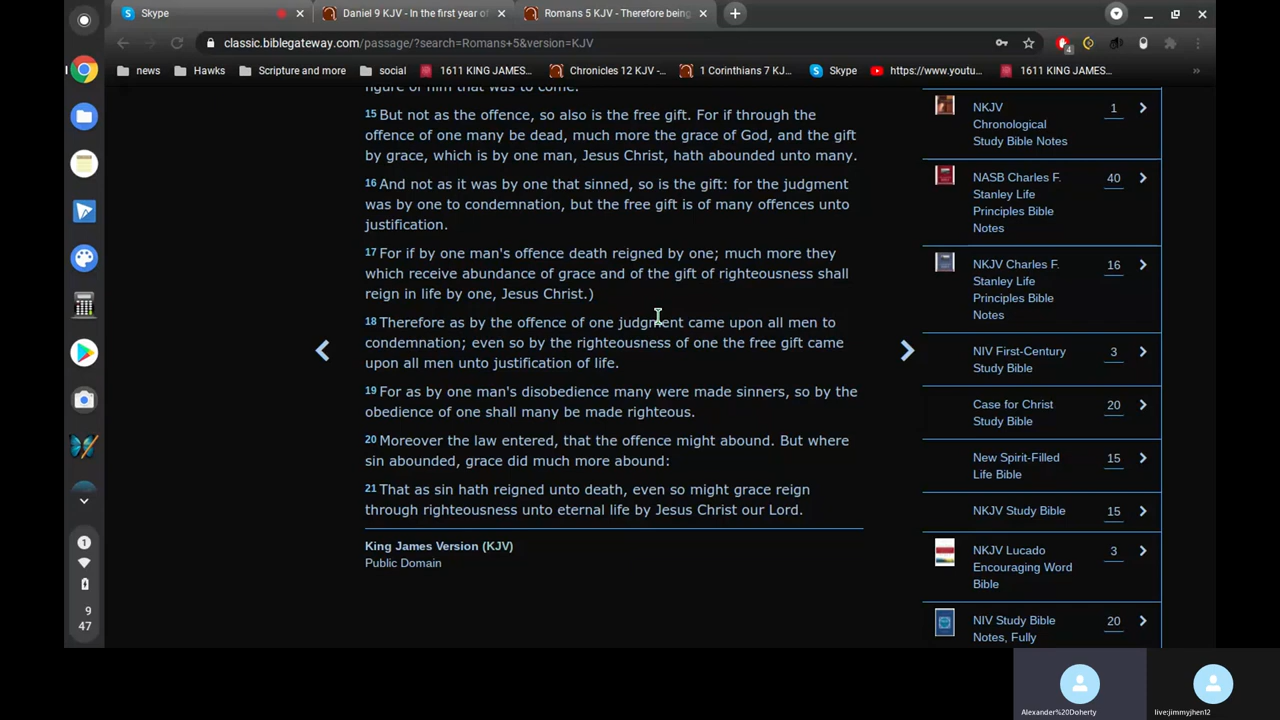 Skype
Daniel 9 KJV - In the first year of
Romans 5 KJV - Therefore being
classic.biblegateway.com/passage/?search=Romans+5&version=KJV
4
news
Hawks
Scripture and more
social
1611 KING JAMES...
Chronicles 12 KJV -...
1 Corinthians 7 KJ...
Skype
https://www.youtu...
1611 KING JAMES...
»
figure of him that was to come.
15 But not as the offence, so also is the free gift. For if through the
offence of one many be dead, much more the grace of God, and the gift
by grace, which is by one man, Jesus Christ, hath abounded unto many.
16 And not as it was by one that sinned, so is the gift: for the judgment
was by one to condemnation, but the free gift is of many offences unto
justification.
17 For if by one man's offence death reigned by one; much more they
which receive abundance of grace and of the gift of righteousness shall
reign in life by one, Jesus Christ.)
18 Therefore as by the offence of one judgment came upon all men to
condemnation; even so by the righteousness of one the free gift came
upon all men unto justification of life.
19 For as by one man's disobedience many were made sinners, so by the
obedience of one shall many be made righteous.
20 Moreover the law entered, that the offence might abound. But where
sin abounded, grace did much more abound:
21 That as sin hath reigned unto death, even so might grace reign
through righteousness unto eternal life by Jesus Christ our Lord.
King James Version (KJV)
Public Domain
NKJV 1
Chronological
Study Bible Notes
NASB Charles F. 40
Stanley Life
Principles Bible
Notes
NKJV Charles F. 16
Stanley Life
Principles Bible
Notes
NIV First-Century 3
Study Bible
Case for Christ 20
Study Bible
New Spirit-Filled 15
Life Bible
NKJV Study Bible 15
NKJV Lucado 3
Encouraging Word
Bible
NIV Study Bible 20
Notes, Fully
1
9
47
Alexander%20Doherty
live:jimmyjhen12